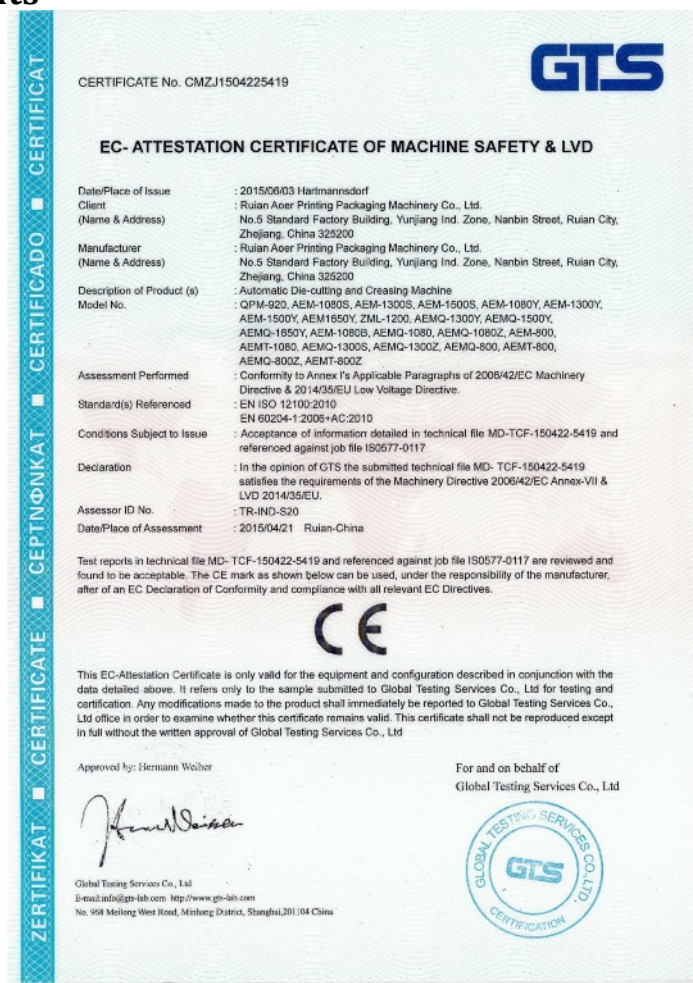 GTS
CERTIFICATE No. CMZJ1504225419
EC- ATTESTATION CERTIFICATE OF MACHINE SAFETY & LVD
Date/Place of Issue : 2015/06/03 Hartmannsdorf
Client : Ruian Aoer Printing Packaging Machinery Co., Ltd.
(Name & Address) No.5 Standard Factory Building, Yunjiang Ind. Zone, Nanbin Street, Ruian City,
Zhejiang, China 325200
Manufacturer : Ruian Aoer Printing Packaging Machinery Co., Ltd.
(Name & Address) No.5 Standard Factory Building, Yunjiang Ind. Zone, Nanbin Street, Ruian City,
Zhejiang, China 325200
Description of Product (s) : Automatic Die-cutting and Creasing Machine
Model No. : QPM-920, AEM-1080S, AEM-1300S, AEM-1500S, AEM-1080Y, AEM-1300Y,
AEM-1500Y, AEM1650Y, ZML-1200, AEMQ-1300Y, AEMQ-1500Y,
AEMQ-1650Y, AEM-1080B, AEMQ-1080, AEMQ-1080Z, AEM-800,
AEMT-1080, AEMQ-1300S, AEMQ-1300Z, AEMQ-800, AEMT-800,
AEMQ-800Z, AEMT-800Z
Assessment Performed : Conformity to Annex I's Applicable Paragraphs of 2006/42/EC Machinery
Directive & 2014/35/EU Low Voltage Directive.
Standard(s) Referenced : EN ISO 12100:2010
EN 60204-1:2006+AC:2010
Conditions Subject to Issue : Acceptance of information detailed in technical file MD-TCF-150422-5419 and
referenced against job file IS0577-0117
Declaration : In the opinion of GTS the submitted technical file MD- TCF-150422-5419
satisfies the requirements of the Machinery Directive 2006/42/EC Annex-VII &
LVD 2014/35/EU.
Assessor ID No. : TR-IND-S20
Date/Place of Assessment : 2015/04/21 Ruian-China
Test reports in technical file MD- TCF-150422-5419 and referenced against job file IS0577-0117 are reviewed and
found to be acceptable. The CE mark as shown below can be used, under the responsibility of the manufacturer,
after of an EC Declaration of Conformity and compliance with all relevant EC Directives.
CE
This EC-Attestation Certificate is only valid for the equipment and configuration described in conjunction with the
data detailed above. It refers only to the sample submitted to Global Testing Services Co., Ltd for testing and
certification. Any modifications made to the product shall immediately be reported to Global Testing Services Co.,
Ltd office in order to examine whether this certificate remains valid. This certificate shall not be reproduced except
in full without the written approval of Global Testing Services Co., Ltd
Approved by: Hermann Weiher
For and on behalf of
Global Testing Services Co., Ltd
GLOBAL TESTING SERVICES CO., LTD.
GTS
CERTIFICATION
Global Testing Services Co., Ltd
E-mail:info@gts-lab.com http://www.gts-lab.com
No. 968 Meilong West Road, Minhang District, Shanghai,201104 China
ZERTIFIKAT CERTIFICATE CEPTNΦNKAT CERTIFICADO CERTIFICAT